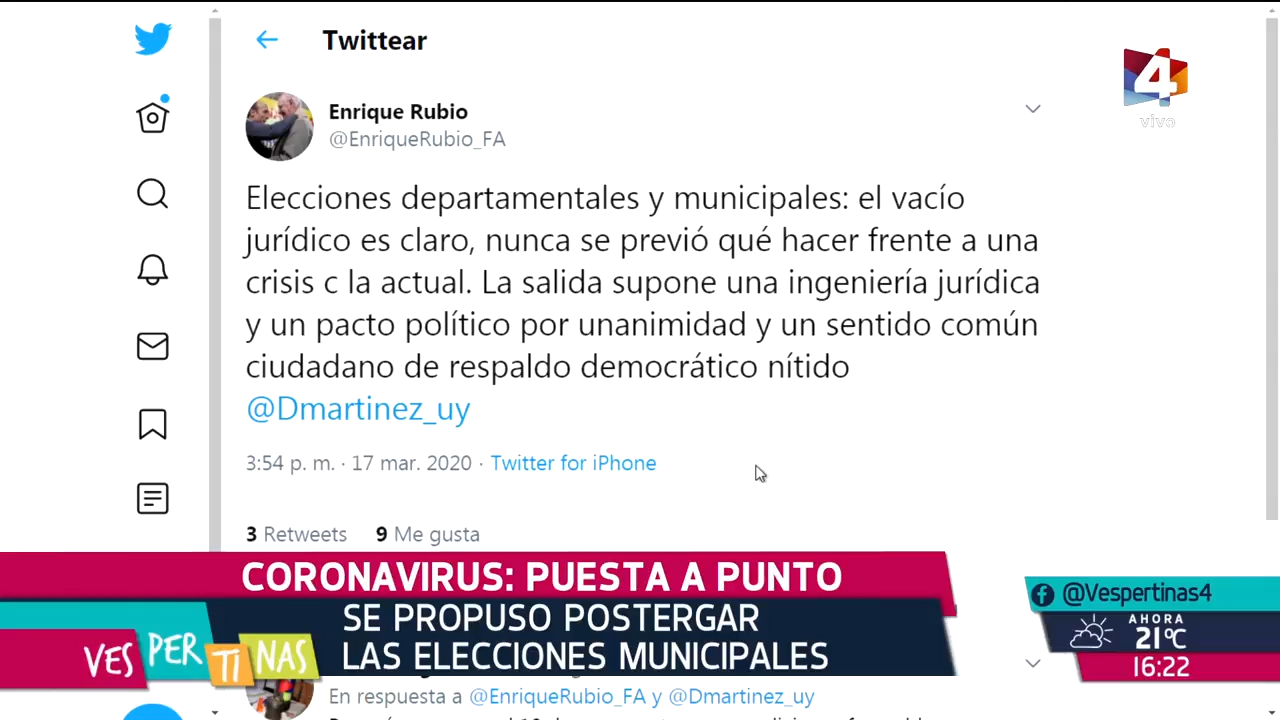 Twittear
4
vivo
Enrique Rubio
@EnriqueRubio_FA
Elecciones departamentales y municipales: el vacío
jurídico es claro, nunca se previó qué hacer frente a una
crisis c la actual. La salida supone una ingeniería jurídica
y un pacto político por unanimidad y un sentido común
ciudadano de respaldo democrático nítido
@Dmartinez_uy
3:54 p. m. · 17 mar. 2020 · Twitter for iPhone
3 Retweets 9 Me gusta
CORONAVIRUS: PUESTA A PUNTO
SE PROPUSO POSTERGAR
LAS ELECCIONES MUNICIPALES
VESPERTINAS
@Vespertinas4
AHORA
21°C
16:22
En respuesta a @EnriqueRubio_FA y @Dmartinez_uy